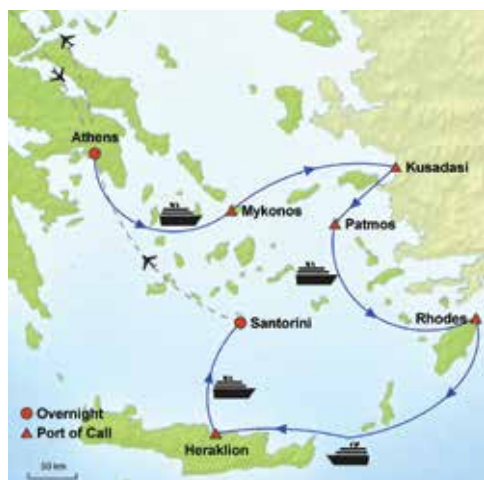 Athens
Kusadasi
Mykonos
Patmos
Rhodes
Santorini
Overnight
Port of Call
Heraklion
50 km